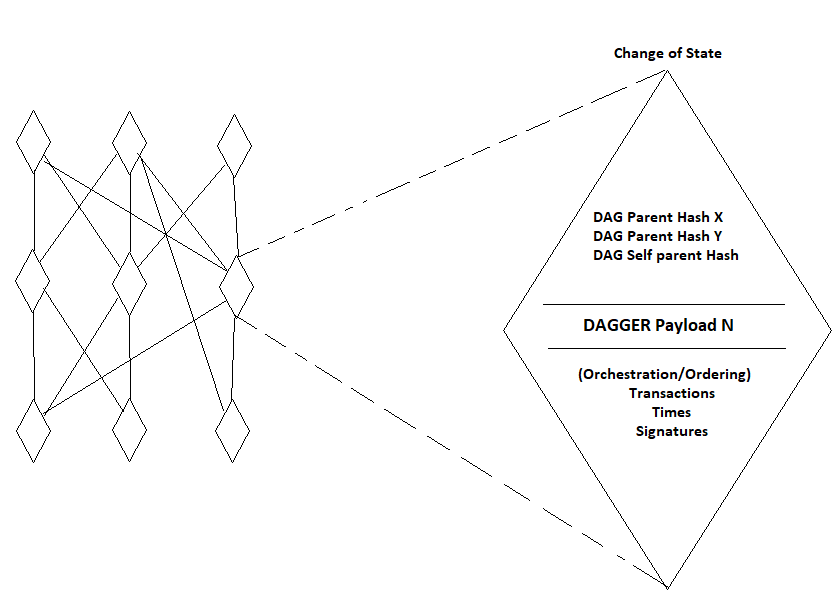 Change of State
DAG Parent Hash X
DAG Parent Hash Y
DAG Self parent Hash
DAGGER Payload N
(Orchestration/Ordering)
Transactions
Times
Signatures